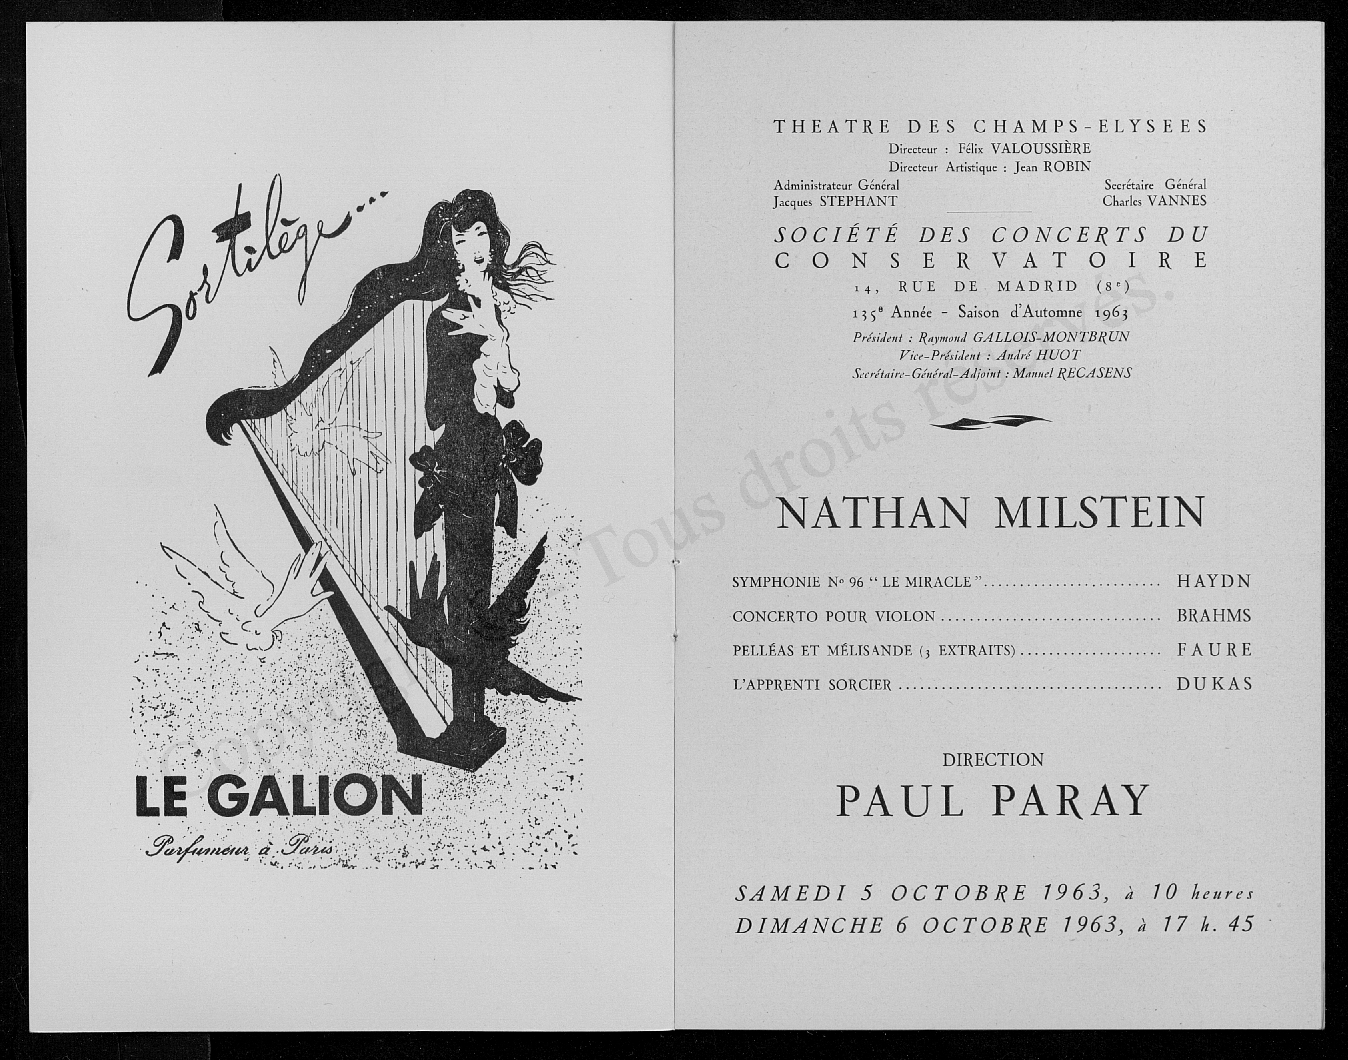 Sortilège...
LE GALION
Parfumeur à Paris
THEATRE DES CHAMPS-ELYSEES
Directeur : Félix VALOUSSIÈRE
Directeur Artistique : Jean ROBIN
Administrateur Général Secrétaire Général
Jacques STEPHANT Charles VANNES
SOCIÉTÉ DES CONCERTS DU
CONSERVATOIRE
14, RUE DE MADRID (8e)
135e Année - Saison d'Automne 1963
Président : Raymond GALLOIS-MONTBRUN
Vice-Président : André HUOT
Secrétaire-Général-Adjoint : Manuel RECASENS
NATHAN MILSTEIN
SYMPHONIE No 96 “ LE MIRACLE ”........................ HAYDN
CONCERTO POUR VIOLON.............................. BRAHMS
PELLÉAS ET MÉLISANDE (3 EXTRAITS).................... FAURE
L'APPRENTI SORCIER .................................... DUKAS
DIRECTION
PAUL PARAY
SAMEDI 5 OCTOBRE 1963, à 10 heures
DIMANCHE 6 OCTOBRE 1963, à 17 h. 45
Tous droits réservés.